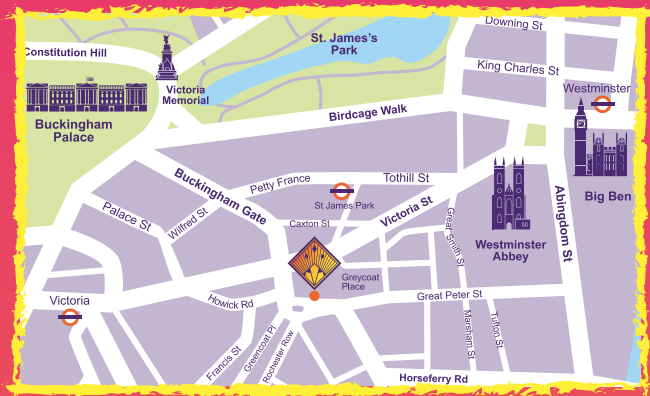 Downing St
Constitution Hill
St. James's
Park
King Charles St
Westminster
Victoria
Memorial
Birdcage Walk
Buckingham
Palace
Petty France
Tothill St
Buckingham Gate
St James Park
Big Ben
Palace St
Wilfred St
Victoria St
Caxton St
Great Smith St
Abingdom St
Westminster
Abbey
Greycoat
Place
Victoria
Howick Rd
Great Peter St
Marsham St
Tufton St
Francis St
Greencoat Pl
Rochester Row
Horseferry Rd